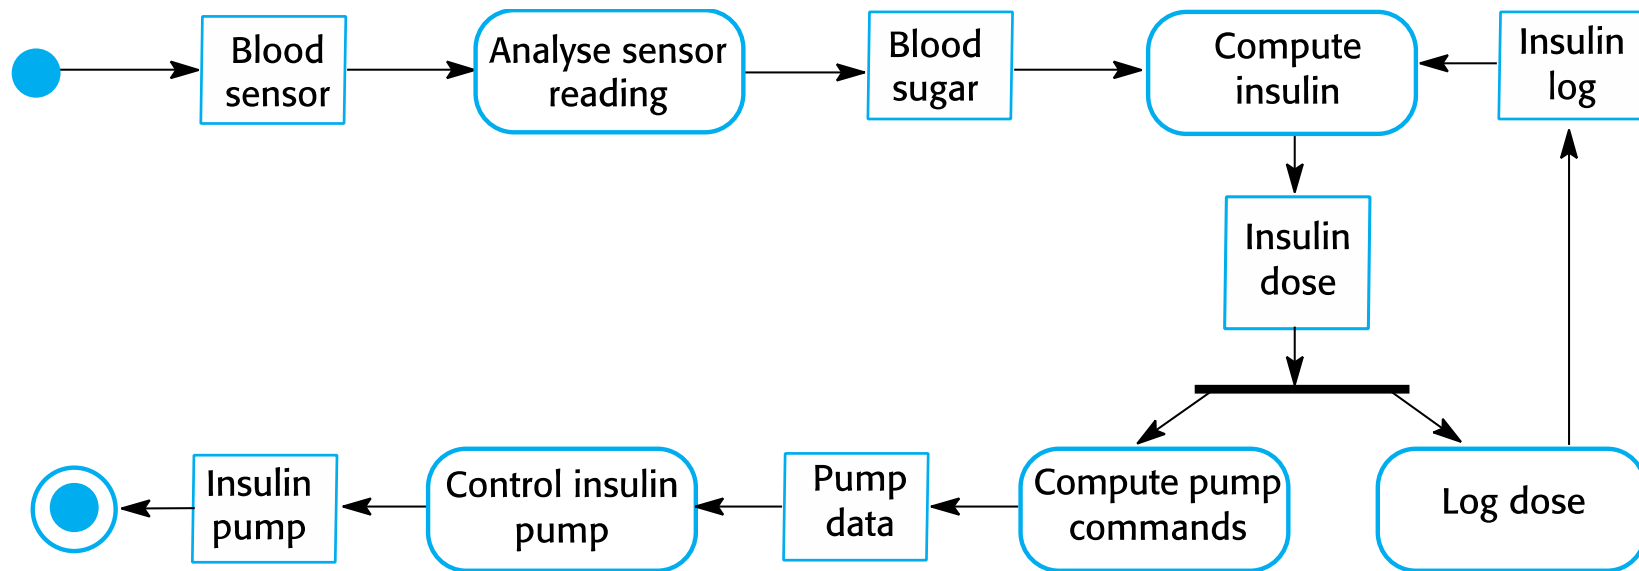 Blood
sensor
Analyse sensor
reading
Blood
sugar
Compute
insulin
Insulin
log
Insulin
dose
Insulin
pump
Control insulin
pump
Pump
data
Compute pump
commands
Log dose